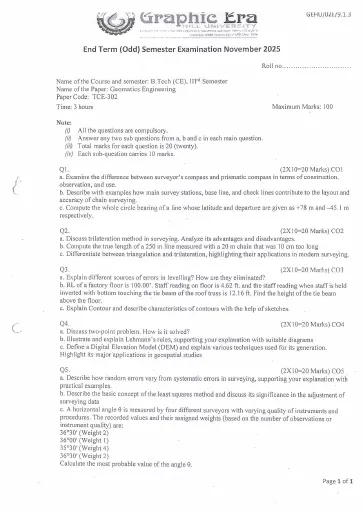 GEHU/02E/9.1.3
Graphic Era
HILL UNIVERSITY
End Term (Odd) Semester Examination November 2025
Roll no..............................
Name of the Course and semester: B.Tech (CE), IIIrd Semester
Name of the Paper: Geomatics Engineering
Paper Code: TCE-302
Time: 3 hours Maximum Marks: 100
Note:
(i) All the questions are compulsory.
(ii) Answer any two sub questions from a, b and c in each main question.
(iii) Total marks for each question is 20 (twenty).
(iv) Each sub-question carries 10 marks.
Q1. (2X10=20 Marks) CO1
a. Examine the difference between surveyor's compass and prismatic compass in terms of construction,
observation, and use.
b. Describe with examples how main survey stations, base line, and check lines contribute to the layout and
accuracy of chain surveying.
c. Compute the whole circle bearing of a line whose latitude and departure are given as +78 m and -45.1 m
respectively.
Q2. (2X10=20 Marks) CO2
a. Discuss trilateration method in surveying. Analyze its advantages and disadvantages.
b. Compute the true length of a 250 m line measured with a 20 m chain that was 10 cm too long
c. Differentiate between triangulation and trilateration, highlighting their applications in modern surveying.
Q3. (2X10=20 Marks) CO3
a. Explain different sources of errors in levelling? How are they eliminated?
b. RL of a factory floor is 100.00'. Staff reading on floor is 4.62 ft. and the staff reading when staff is held
inverted with bottom touching the tie beam of the roof truss is 12.16 ft. Find the height of the tie beam
above the floor.
c. Explain Contour and describe characteristics of contours with the help of sketches.
Q4. (2X10=20 Marks) CO4
a. Discuss two-point problem. How is it solved?
b. Illustrate and explain Lehmann's rules, supporting your explanation with suitable diagrams
c. Define a Digital Elevation Model (DEM) and explain various techniques used for its generation.
Highlight its major applications in geospatial studies
Q5. (2X10=20 Marks) CO5
a. Describe how random errors vary from systematic errors in surveying, supporting your explanation with
practical examples.
b. Describe the basic concept of the least squares method and discuss its significance in the adjustment of
surveying data
c. A horizontal angle θ is measured by four different surveyors with varying quality of instruments and
procedures. The recorded values and their assigned weights (based on the number of observations or
instrument quality) are:
36°30' (Weight 2)
36°00' (Weight 1)
35°30' (Weight 4)
36°30' (Weight 2)
Calculate the most probable value of the angle θ.
Page 1 of 1